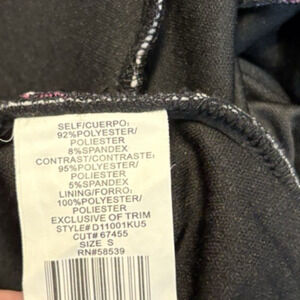 SELF/CUERPO:
92%POLYESTER/
POLIESTER
8%SPANDEX
CONTRAST/CONTRASTE:
95%POLYESTER/
POLIESTER
5%SPANDEX
LINING/FORRO:
100%POLYESTER/
POLIESTER
EXCLUSIVE OF TRIM
STYLE# D11001KU5
CUT# 67455
SIZE S
RN#58539